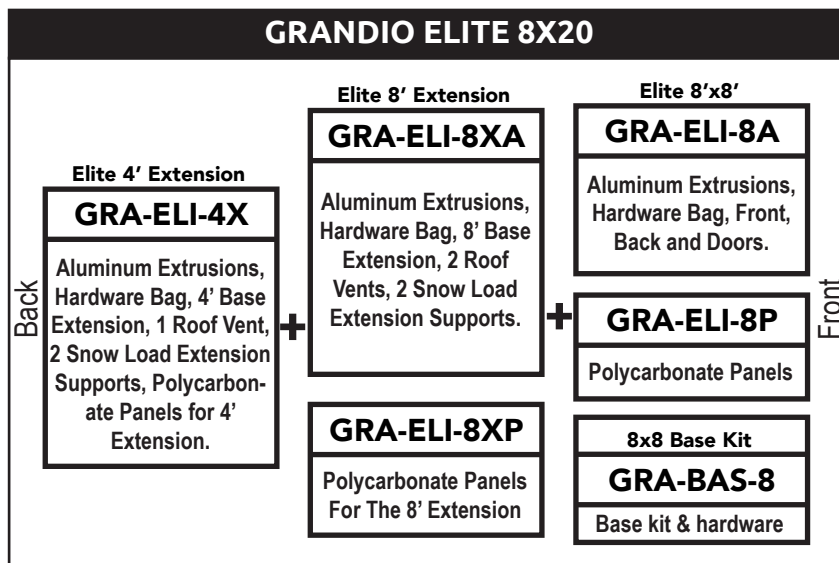 GRANDIO ELITE 8X20
Back
Elite 4’ Extension
GRA-ELI-4X
Aluminum Extrusions,
Hardware Bag, 4’ Base
Extension, 1 Roof Vent,
2 Snow Load Extension
Supports, Polycarbon-
ate Panels for 4’
Extension.
+
Elite 8’ Extension
GRA-ELI-8XA
Aluminum Extrusions,
Hardware Bag, 8’ Base
Extension, 2 Roof
Vents, 2 Snow Load
Extension Supports.
GRA-ELI-8XP
Polycarbonate Panels
For The 8’ Extension
+
Elite 8’x8’
GRA-ELI-8A
Aluminum Extrusions,
Hardware Bag, Front,
Back and Doors.
GRA-ELI-8P
Polycarbonate Panels
8x8 Base Kit
GRA-BAS-8
Base kit & hardware
Front